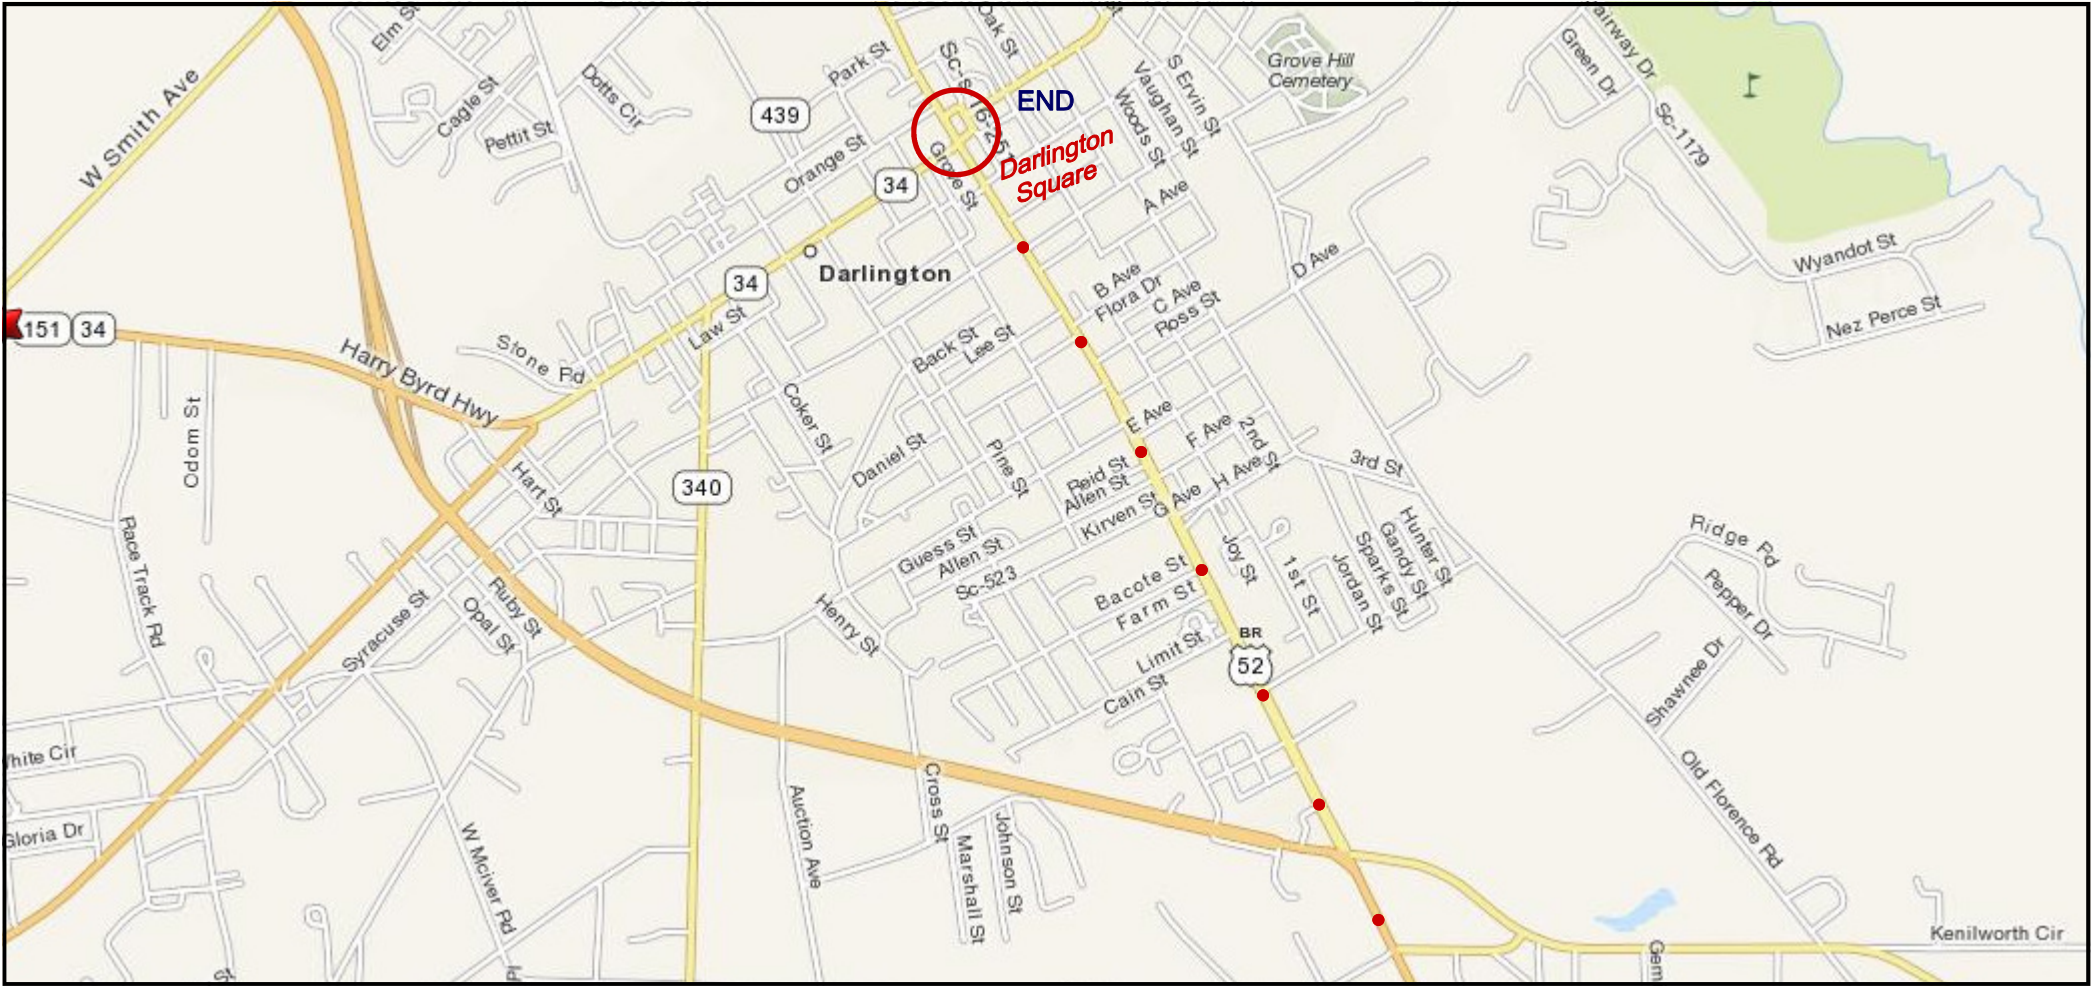 Elm St
Oak St
Park St
Sc-s-16-251
END
Darlington
Square
Grove Hill
Cemetery
Fairway Dr
Green Dr
Sc-1179
S Ervin St
Vaughan St
Woods St
W Smith Ave
Cagle St
Dotts Cir
Pettit St
439
Orange St
34
Grove St
A Ave
Wyandot St
Nez Perce St
Darlington
34
B Ave
Flora Dr
C Ave
Ross St
D Ave
Law St
151
34
Harry Byrd Hwy
Stone Rd
Back St
Lee St
Odom St
Coker St
E Ave
F Ave
2nd St
Daniel St
Pine St
Reid St
Allen St
Kirven St
G Ave
H Ave
3rd St
340
Hart St
Race Track Rd
Guess St
Allen St
Sc-523
Joy St
1st St
Hunter St
Gandy St
Sparks St
Jordan St
Ridge Rd
Pepper Dr
Shawnee Dr
Bacote St
Farm St
Limit St
Cain St
BR
52
Henry St
Ruby St
Opal St
Syracuse St
White Cir
Gloria Dr
W Mciver Rd
Auction Ave
Cross St
Marshall St
Johnson St
Old Florence Rd
Kenilworth Cir
Gem